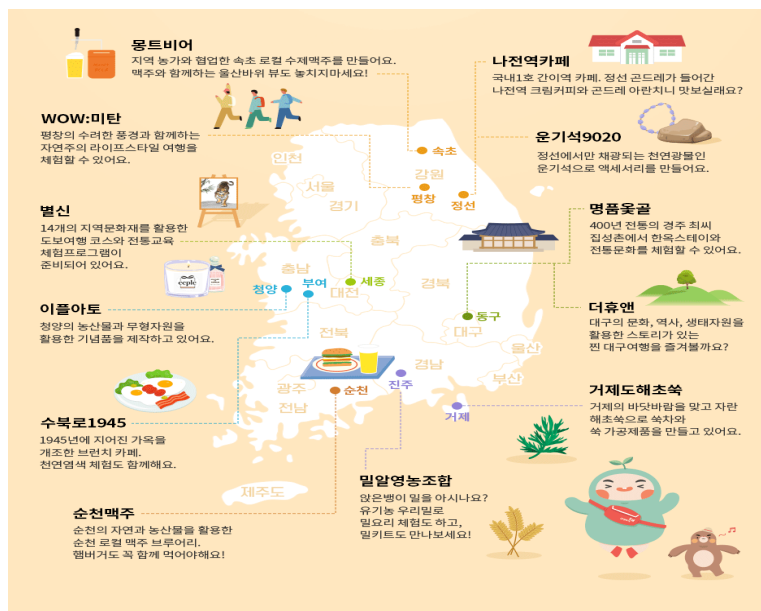 몽트비어
지역 농가와 협업한 속초 로컬 수제맥주를 만들어요.
맥주와 함께하는 울산바위 뷰도 놓치지마세요!
나전역카페
국내1호 간이역 카페. 정선 곤드레가 들어간
나전역 크림커피와 곤드레 아란치니 맛보실래요?
WOW:미탄
평창의 수려한 풍경과 함께하는
자연주의 라이프스타일 여행을
체험할 수 있어요.
운기석9020
정선에서만 채광되는 천연광물인
운기석으로 액세서리를 만들어요.
별신
14개의 지역문화재를 활용한
도보여행 코스와 전통교육
체험프로그램이
준비되어 있어요.
명품옻골
400년 전통의 경주 최씨
집성촌에서 한옥스테이와
전통문화를 체험할 수 있어요.
이플아토
청양의 농산물과 무형자원을
활용한 기념품을 제작하고 있어요.
더휴앤
대구의 문화, 역사, 생태자원을
활용한 스토리가 있는
찐 대구여행을 즐겨볼까요?
수북로1945
1945년에 지어진 가옥을
개조한 브런치 카페.
천연염색 체험도 함께해요.
거제도해초쑥
거제의 바닷바람을 맞고 자란
해초쑥으로 쑥차와
쑥 가공제품을 만들고 있어요.
순천맥주
순천의 자연과 농산물을 활용한
순천 로컬 맥주 브루어리.
햄버거도 꼭 함께 먹어야해요!
밀알영농조합
앉은뱅이 밀을 아시나요?
유기농 우리밀로
밀요리 체험도 하고,
밀키트도 만나보세요!
인천
서울
경기
강원
속초
평창
정선
충북
충남
세종
대전
청양
부여
경북
동구
대구
전북
울산
경남
부산
진주
거제
광주
전남
순천
제주도
eeple